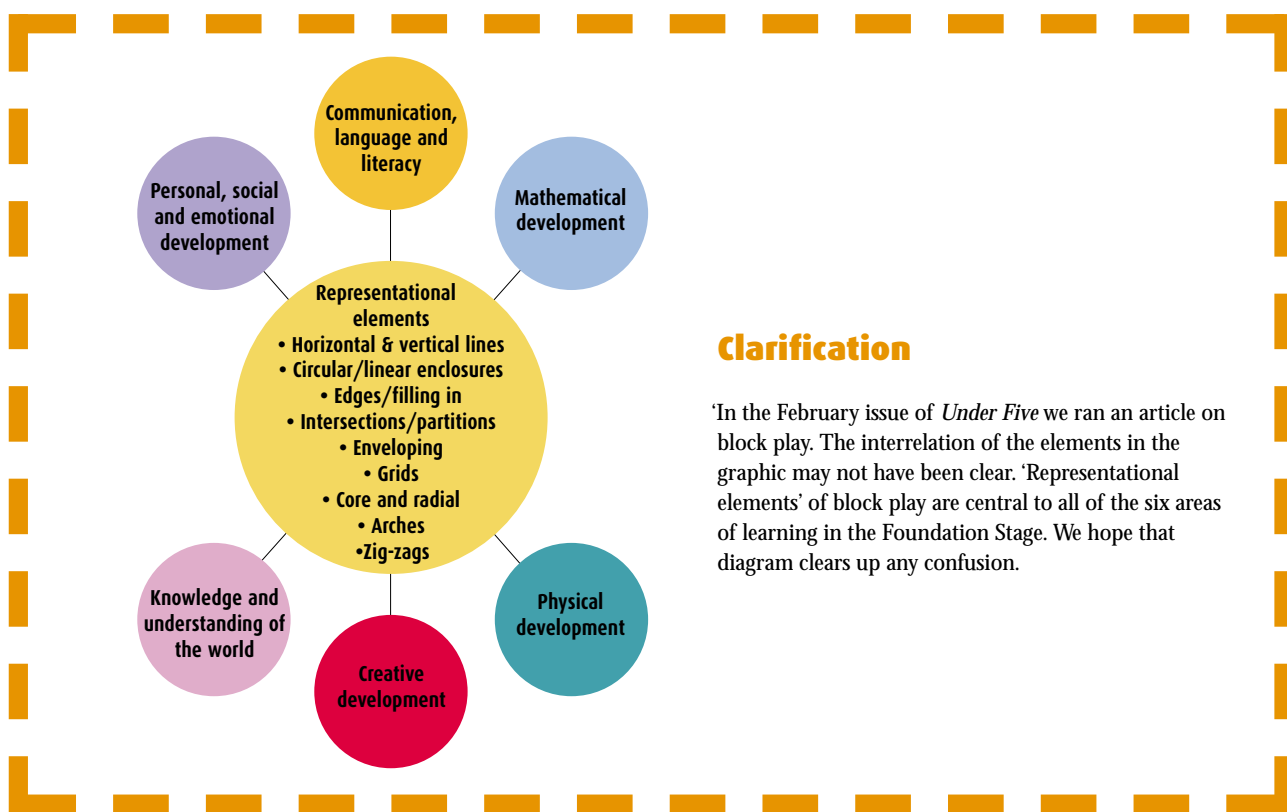 Communication,
language and
literacy
Personal, social
and emotional
development
Mathematical
development
Representational
elements
• Horizontal & vertical lines
• Circular/linear enclosures
• Edges/filling in
• Intersections/partitions
• Enveloping
• Grids
• Core and radial
• Arches
•Zig-zags
Knowledge and
understanding of
the world
Creative
development
Physical
development
Clarification
‘In the February issue of Under Five we ran an article on
block play. The interrelation of the elements in the
graphic may not have been clear. ‘Representational
elements’ of block play are central to all of the six areas
of learning in the Foundation Stage. We hope that
diagram clears up any confusion.